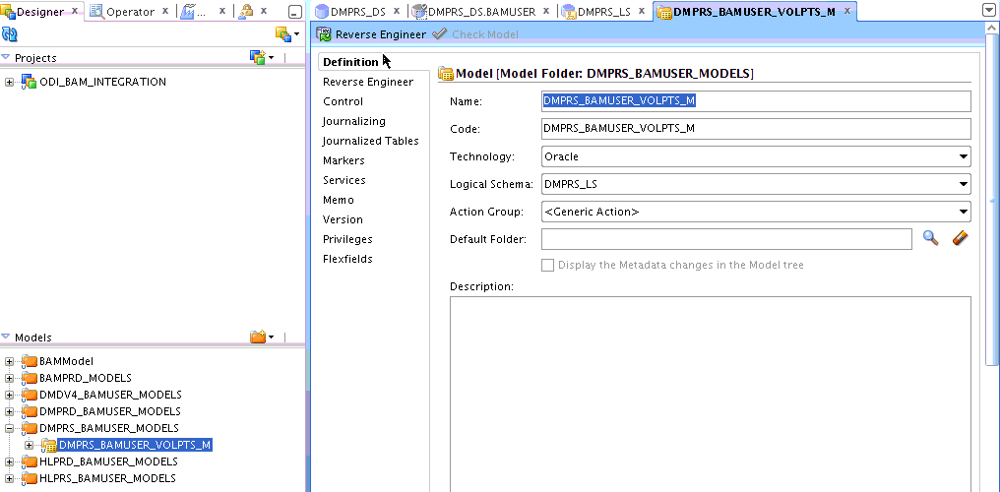 Designer
Operator
...
DMPRS_DS
DMPRS_DS.BAMUSER
DMPRS_LS
DMPRS_BAMUSER_VOLPTS_M
Projects
ODI_BAM_INTEGRATION
Models
BAMModel
BAMPRD_MODELS
DMDV4_BAMUSER_MODELS
DMPRD_BAMUSER_MODELS
DMPRS_BAMUSER_MODELS
DMPRS_BAMUSER_VOLPTS_M
HLPRD_BAMUSER_MODELS
HLPRS_BAMUSER_MODELS
Reverse Engineer
Check Model
Definition
Reverse Engineer
Control
Journalizing
Journalized Tables
Markers
Services
Memo
Version
Privileges
Flexfields
Model [Model Folder: DMPRS_BAMUSER_MODELS]
Name: DMPRS_BAMUSER_VOLPTS_M
Code: DMPRS_BAMUSER_VOLPTS_M
Technology: Oracle
Logical Schema: DMPRS_LS
Action Group: <Generic Action>
Default Folder:
Display the Metadata changes in the Model tree
Description: